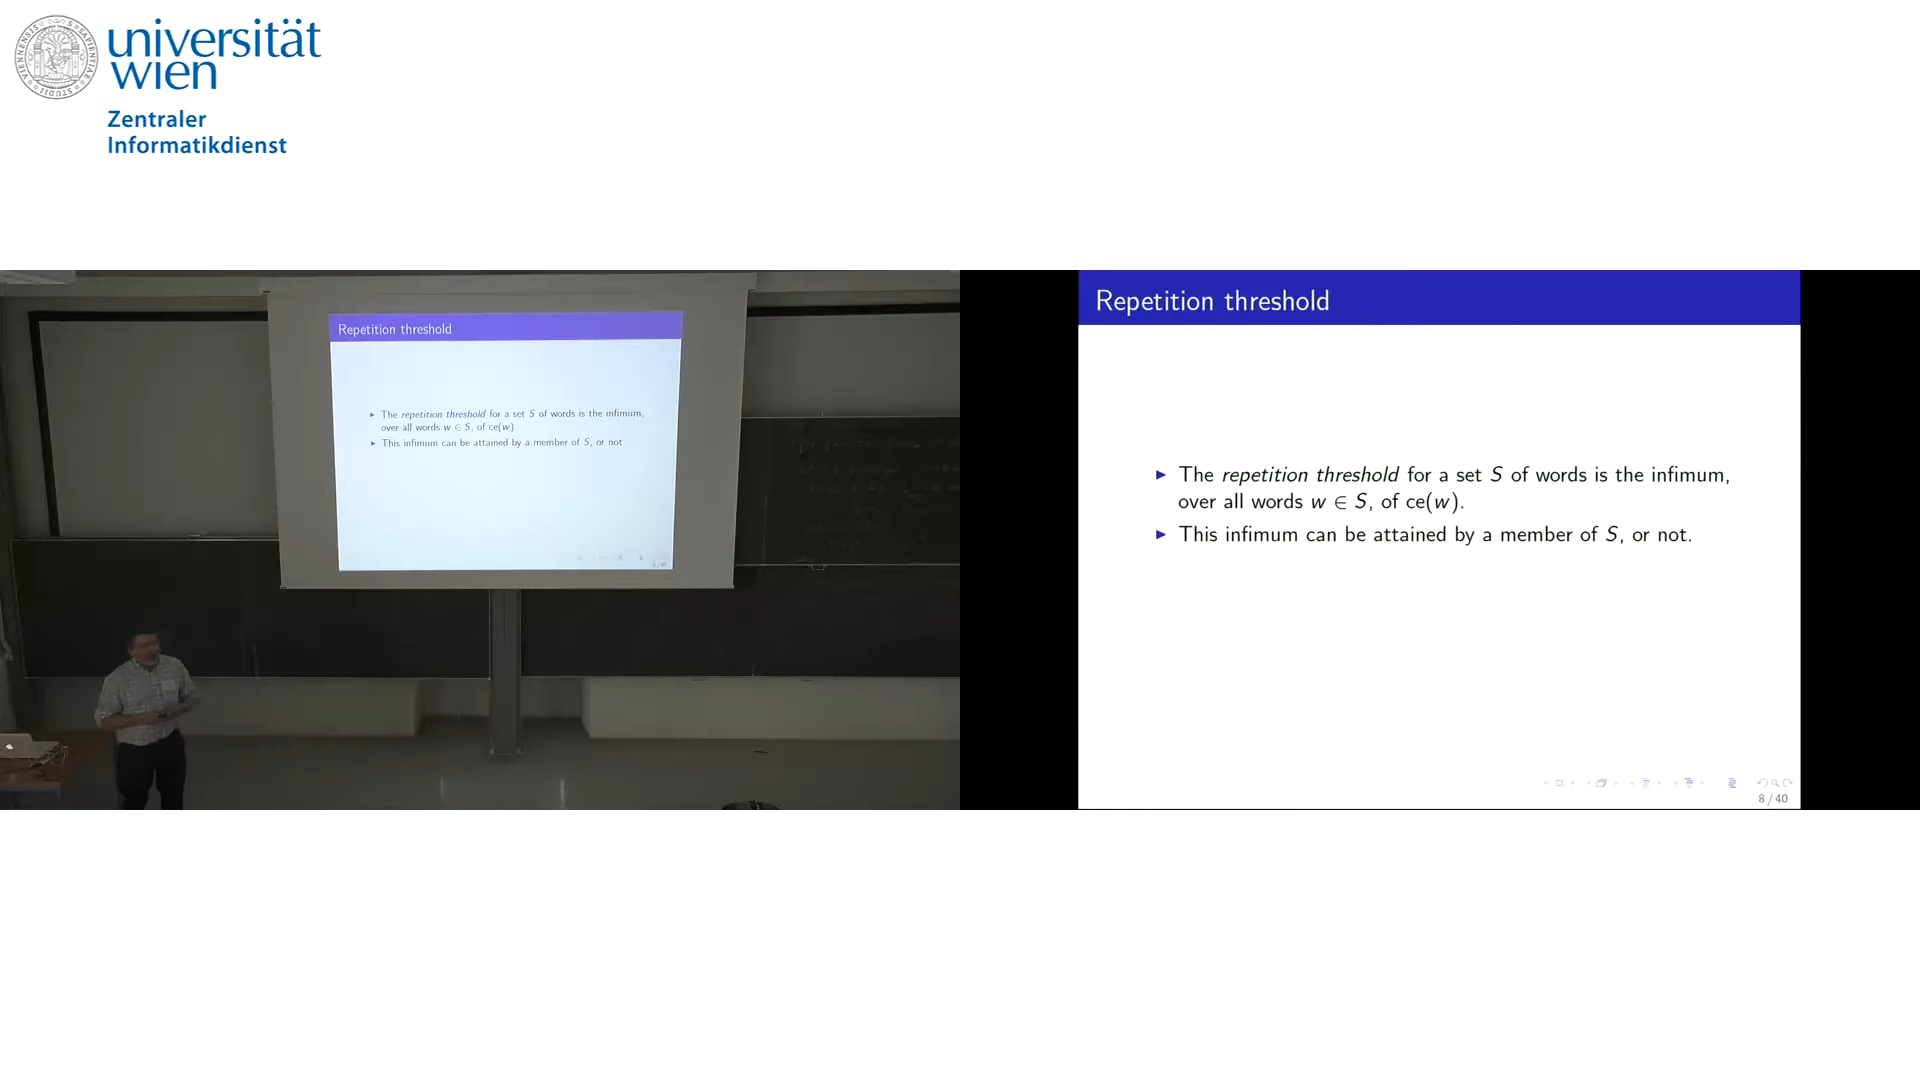 universität
wien
Zentraler
Informatikdienst
Repetition threshold
The repetition threshold for a set S of words is the infimum,
over all words w ∈ S, of ce(w).
This infimum can be attained by a member of S, or not.
8 / 40
Repetition threshold
▶ The repetition threshold for a set S of words is the infimum,
over all words w ∈ S, of ce(w).
▶ This infimum can be attained by a member of S, or not.
8 / 40